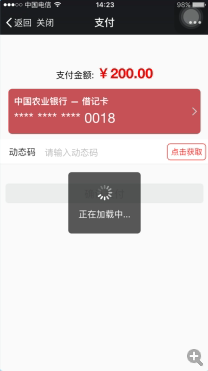 中国电信 14:23
返回 关闭 支付
支付金额: ¥200.00
中国农业银行 — 借记卡
**** **** **** 0018
动态码 请输入动态码 点击获取
正在加载中...